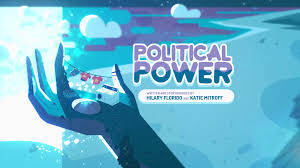 POLITICAL
POWER
WRITTEN AND STORYBOARDED BY
HILARY FLORIDO AND KATIE MITROFF